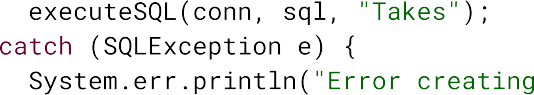 executeSQL(conn, sql, "Takes");
catch (SQLException e) {
System.err.println("Error creating